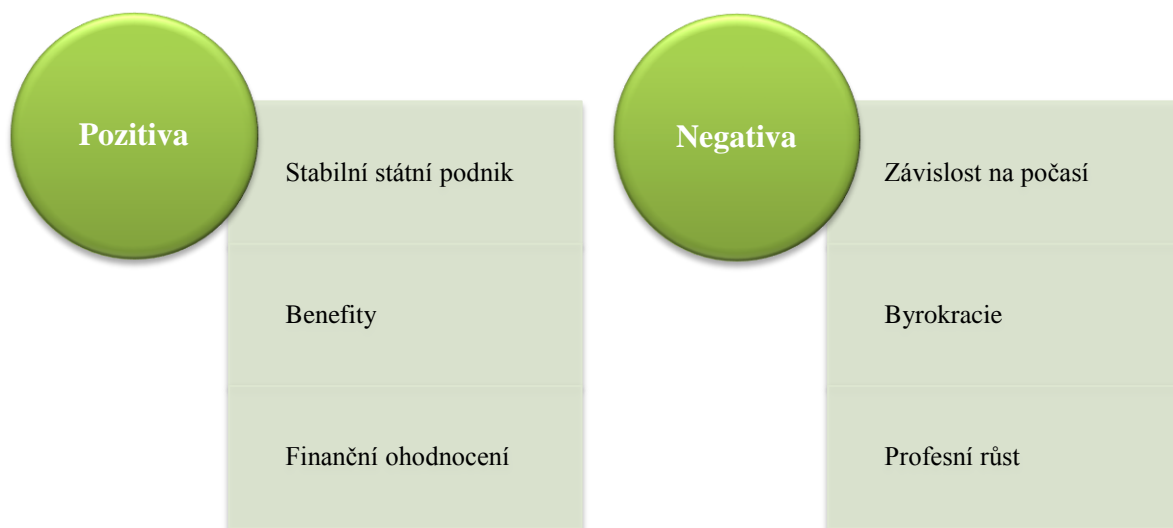 Pozitiva
Stabilní státní podnik
Benefity
Finanční ohodnocení
Negativa
Závislost na počasí
Byrokracie
Profesní růst